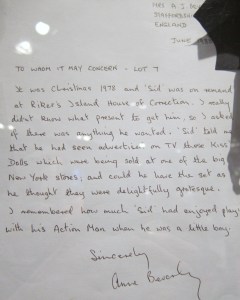 MRS A.J. BE
STAFFORDSH
ENGLAND
JUNE 19
TO WHOM IT MAY CONCERN - LOT 7
It was Christmas 1978 and 'Sid' was on remand
at Riker's Island House of Correction. I really
didn't know what present to get him, so I asked
if there was anything he wanted. 'Sid' told me
that he had seen advertised on TV those Kiss
Dolls which were being sold at one of the big
New York stores, and could he have the set as
he thought they were delightfully grotesque.
I remembered how much 'Sid' had enjoyed play
with his Action Man when he was a little boy.
Sincerely
Anne Beverley